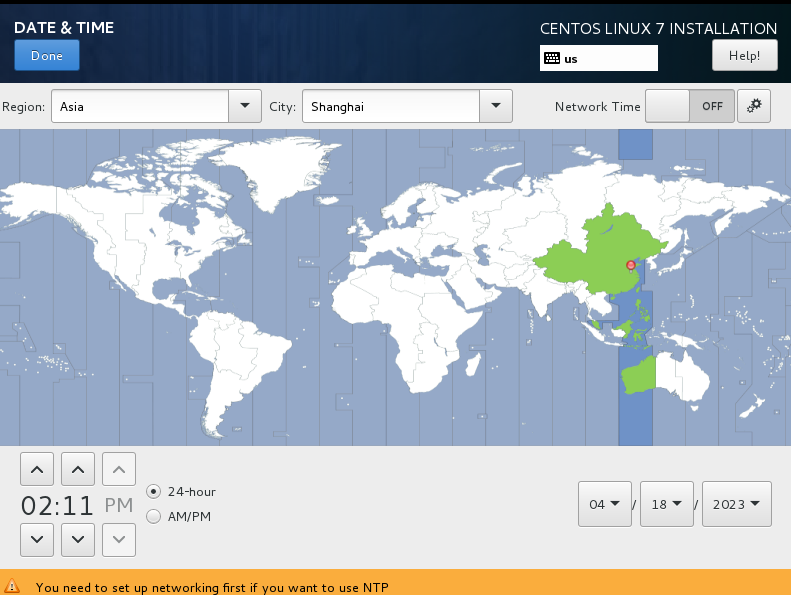 DATE & TIME
CENTOS LINUX 7 INSTALLATION
Done
us
Help!
Region: Asia City: Shanghai Network Time OFF
02:11 PM
24-hour
AM/PM
04 / 18 / 2023
You need to set up networking first if you want to use NTP